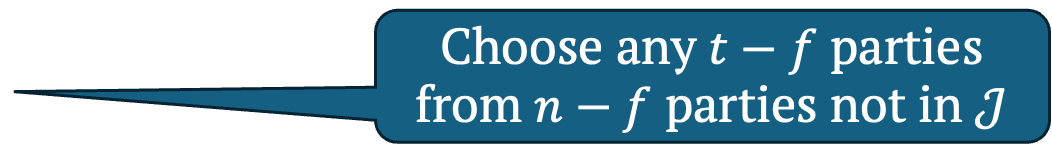 Choose any 𝑡 − 𝑓 parties
from 𝑛 − 𝑓 parties not in 𝒥